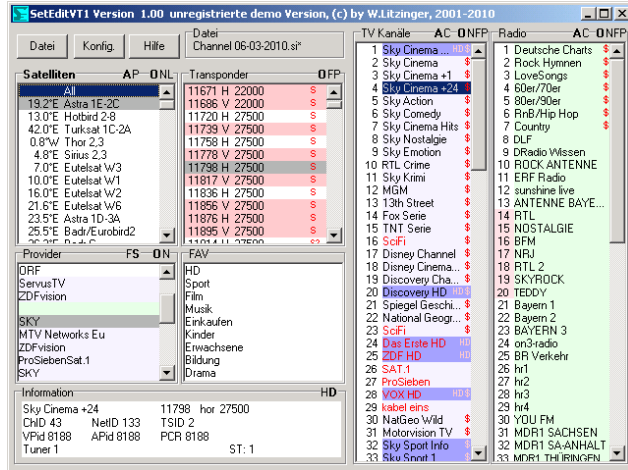 SetEditVT1 Version 1.00 unregistrierte demo Version, (c) by W.Litzinger, 2001-2010
Datei
Konfig.
Hilfe
Datei
Channel 06-03-2010.si*
Satelliten AP ONL
All
19.2°E Astra 1E-2C
13.0°E Hotbird 2-8
42.0°E Turksat 1C-2A
0.8°W Thor 2,3
4.8°E Sirius 2,3
7.0°E Eutelsat W3
10.0°E Eutelsat W1
16.0°E Eutelsat W2
21.6°E Eutelsat W6
23.5°E Astra 1D-3A
25.5°E Badr/Eurobird2
Transponder OFP
11671 H 22000 S
11686 V 22000 S
11720 H 27500 S
11739 V 27500 S
11758 H 27500 S
11778 V 27500 S
11798 H 27500 S
11817 V 27500 S
11836 H 27500 S
11856 V 27500 S
11876 H 27500 S
11895 V 27500 S
11914 H 27500 S2
Provider FS ON
ORF
ServusTV
ZDFvision
SKY
MTV Networks Eu
ZDFvision
ProSiebenSat.1
SKY
FAV
HD
Sport
Film
Musik
Einkaufen
Kinder
Erwachsene
Bildung
Drama
Information HD
Sky Cinema +24 11798 hor 27500
ChID 43 NetID 133 TSID 2
VPid 8188 APid 8188 PCR 8188
Tuner 1 ST: 1
TV Kanäle AC ONFP
1 Sky Cinema ... HD$
2 Sky Cinema $
3 Sky Cinema +1 $
4 Sky Cinema +24 $
5 Sky Action $
6 Sky Comedy $
7 Sky Cinema Hits $
8 Sky Nostalgie $
9 Sky Emotion $
10 RTL Crime $
11 Sky Krimi $
12 MGM $
13 13th Street $
14 Fox Serie $
15 TNT Serie $
16 SciFi $
17 Disney Channel $
18 Disney Cinema... $
19 Discovery Cha... $
20 Discovery HD HD$
21 Spiegel Geschi... $
22 National Geogr... $
23 SciFi $
24 Das Erste HD HD
25 ZDF HD HD
26 SAT.1
27 ProSieben
28 VOX HD HD$
29 kabel eins
30 NatGeo Wild $
31 Motorvision TV $
32 Sky Sport Info $
33 Sky Sport 1 $
Radio AC ONFP
1 Deutsche Charts $
2 Rock Hymnen $
3 LoveSongs $
4 60er/70er $
5 80er/90er $
6 RnB/Hip Hop $
7 Country $
8 DLF
9 DRadio Wissen
10 ROCK ANTENNE
11 ERF Radio
12 sunshine live
13 ANTENNE BAYE...
14 RTL
15 NOSTALGIE
16 BFM
17 NRJ
18 RTL 2
19 SKYROCK
20 TEDDY
21 Bayern 1
22 Bayern 2
23 BAYERN 3
24 on3-radio
25 BR Verkehr
26 hr1
27 hr2
28 hr3
29 hr4
30 YOU FM
31 MDR1 SACHSEN
32 MDR1 SA-ANHALT
33 MDR1 THÜRINGEN